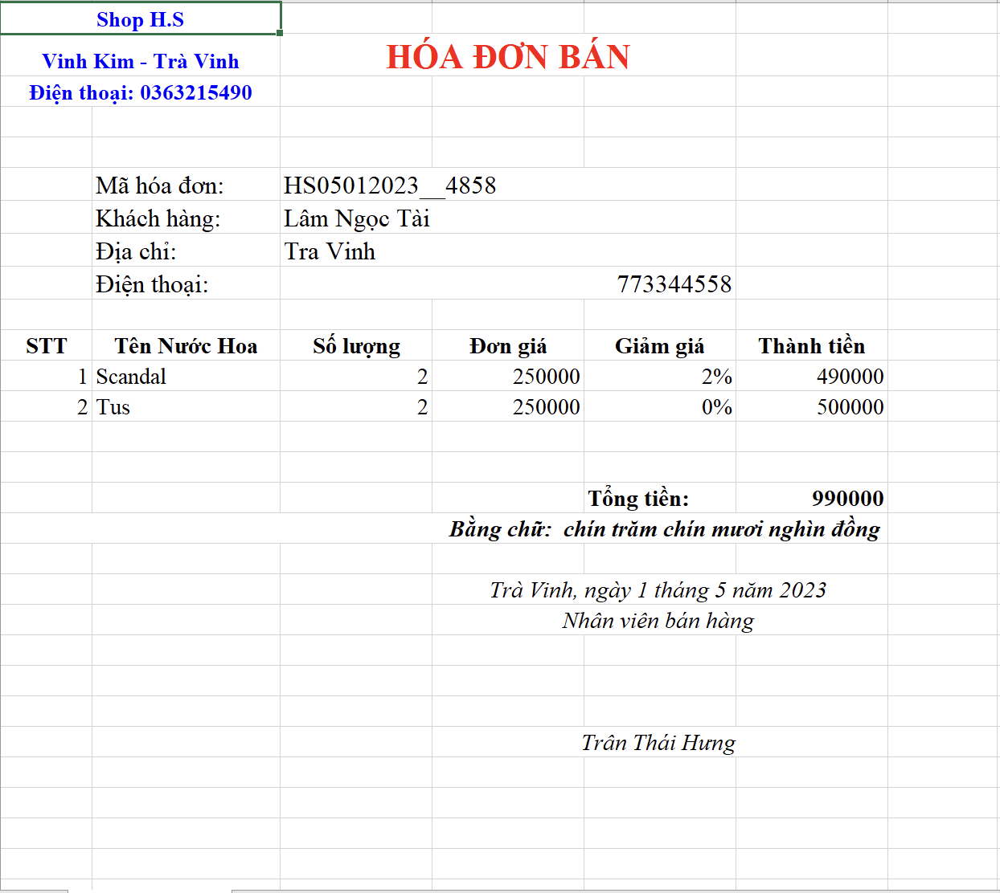 Shop H.S
Vinh Kim - Trà Vinh
HÓA ĐƠN BÁN
Điện thoại: 0363215490
Mã hóa đơn: HS05012023__4858
Khách hàng: Lâm Ngọc Tài
Địa chỉ: Tra Vinh
Điện thoại: 773344558
STT Tên Nước Hoa Số lượng Đơn giá Giảm giá Thành tiền
1 Scandal 2 250000 2% 490000
2 Tus 2 250000 0% 500000
Tổng tiền: 990000
Bằng chữ: chín trăm chín mươi nghìn đồng
Trà Vinh, ngày 1 tháng 5 năm 2023
Nhân viên bán hàng
Trân Thái Hưng